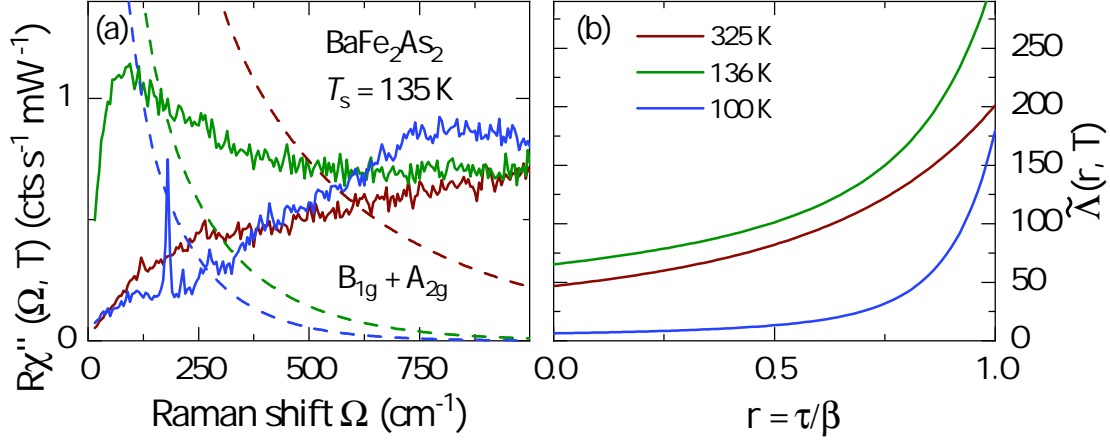 (a)
BaFe₂As₂
Tₛ = 135 K
B₁g + A₂g
1
0
0 250 500 750
Raman shift Ω (cm⁻¹)
Rχ'' (Ω, T) (cts s⁻¹ mW⁻¹)
(b)
325 K
136 K
100 K
250
200
150
100
50
0
0.0 0.5 1.0
r = τ/β
Λ̃(r, T)